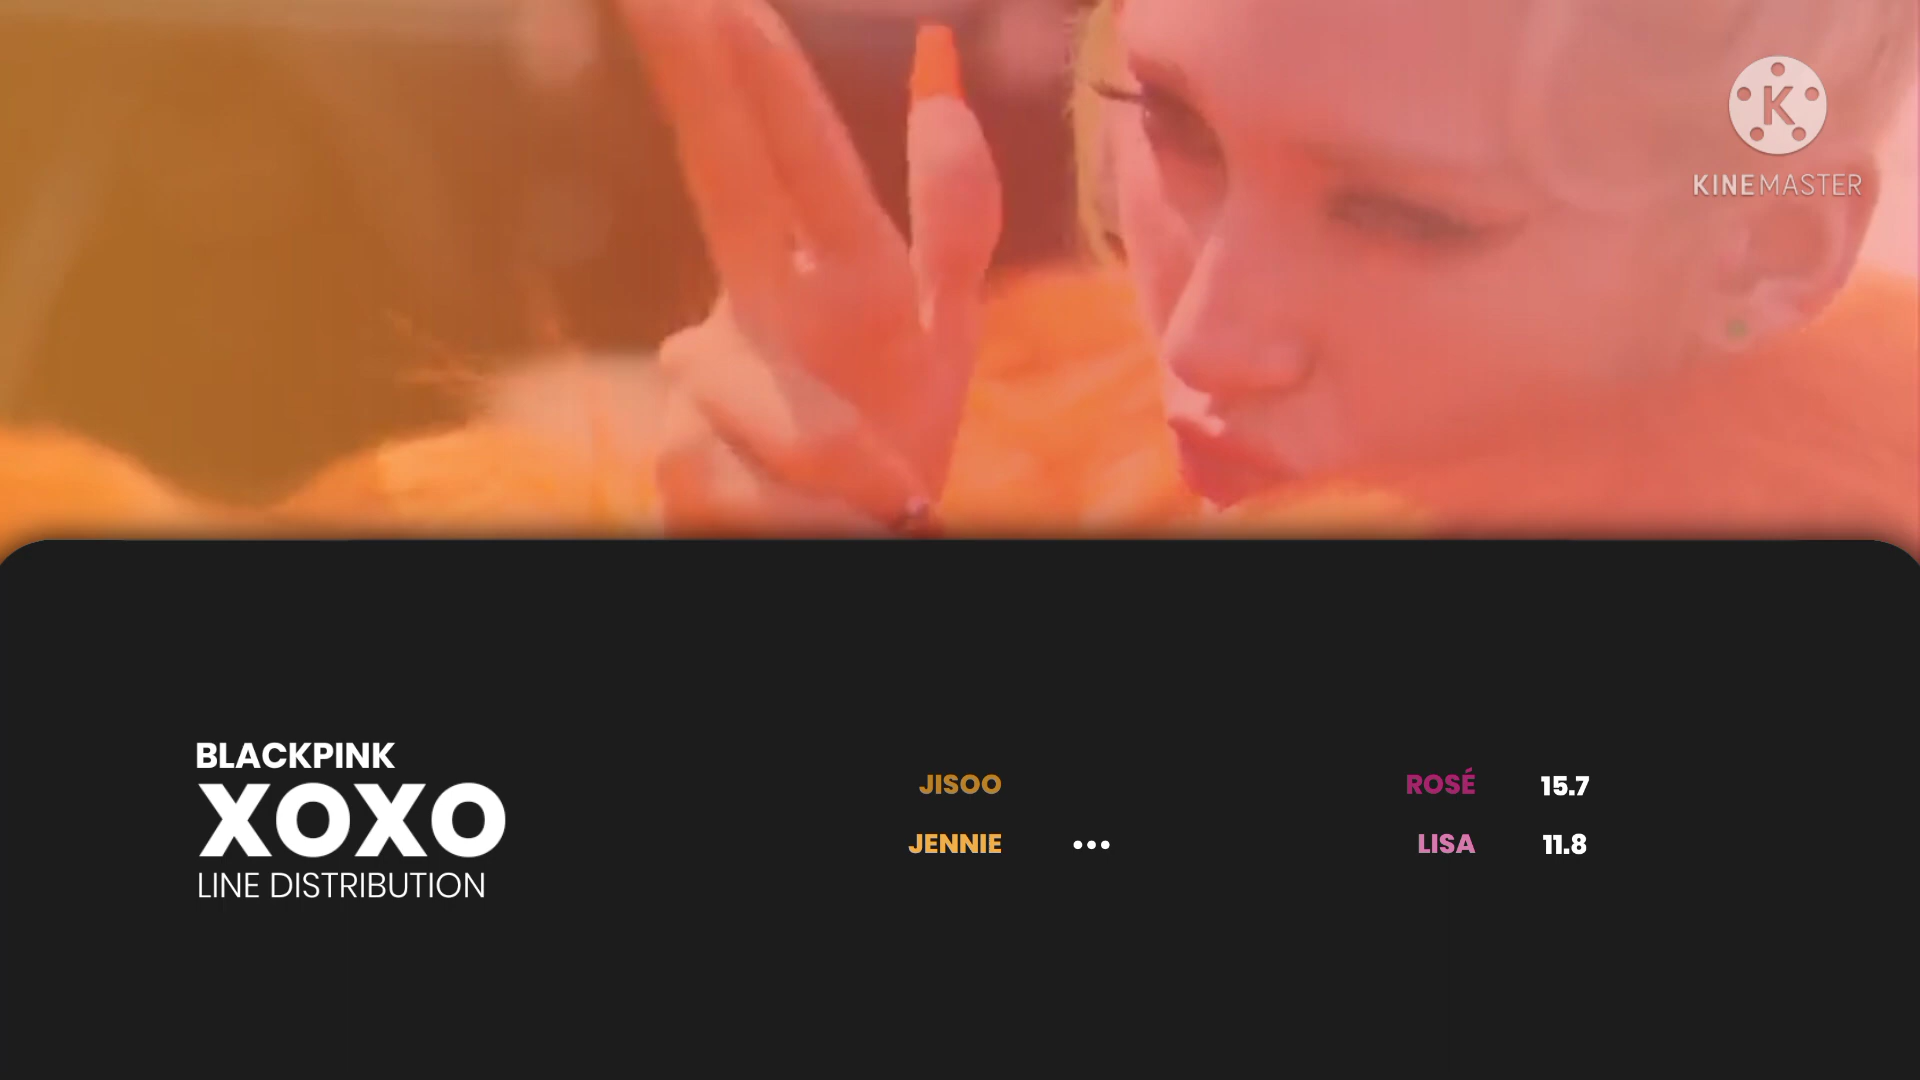 K
KINEMASTER
BLACKPINK
XOXO
LINE DISTRIBUTION
JISOO
JENNIE •••
ROSÉ 15.7
LISA 11.8